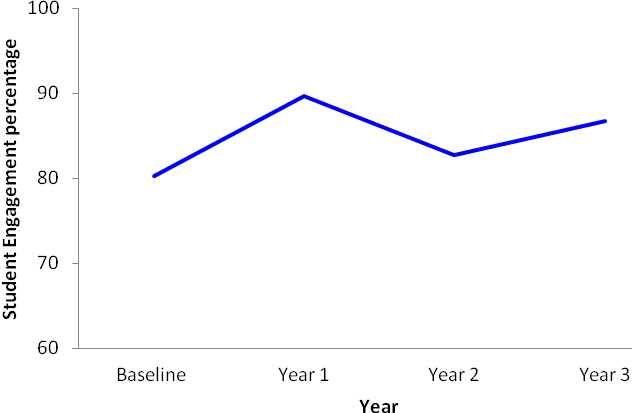 Student Engagement percentage
100
90
80
70
60
Baseline Year 1 Year 2 Year 3
Year